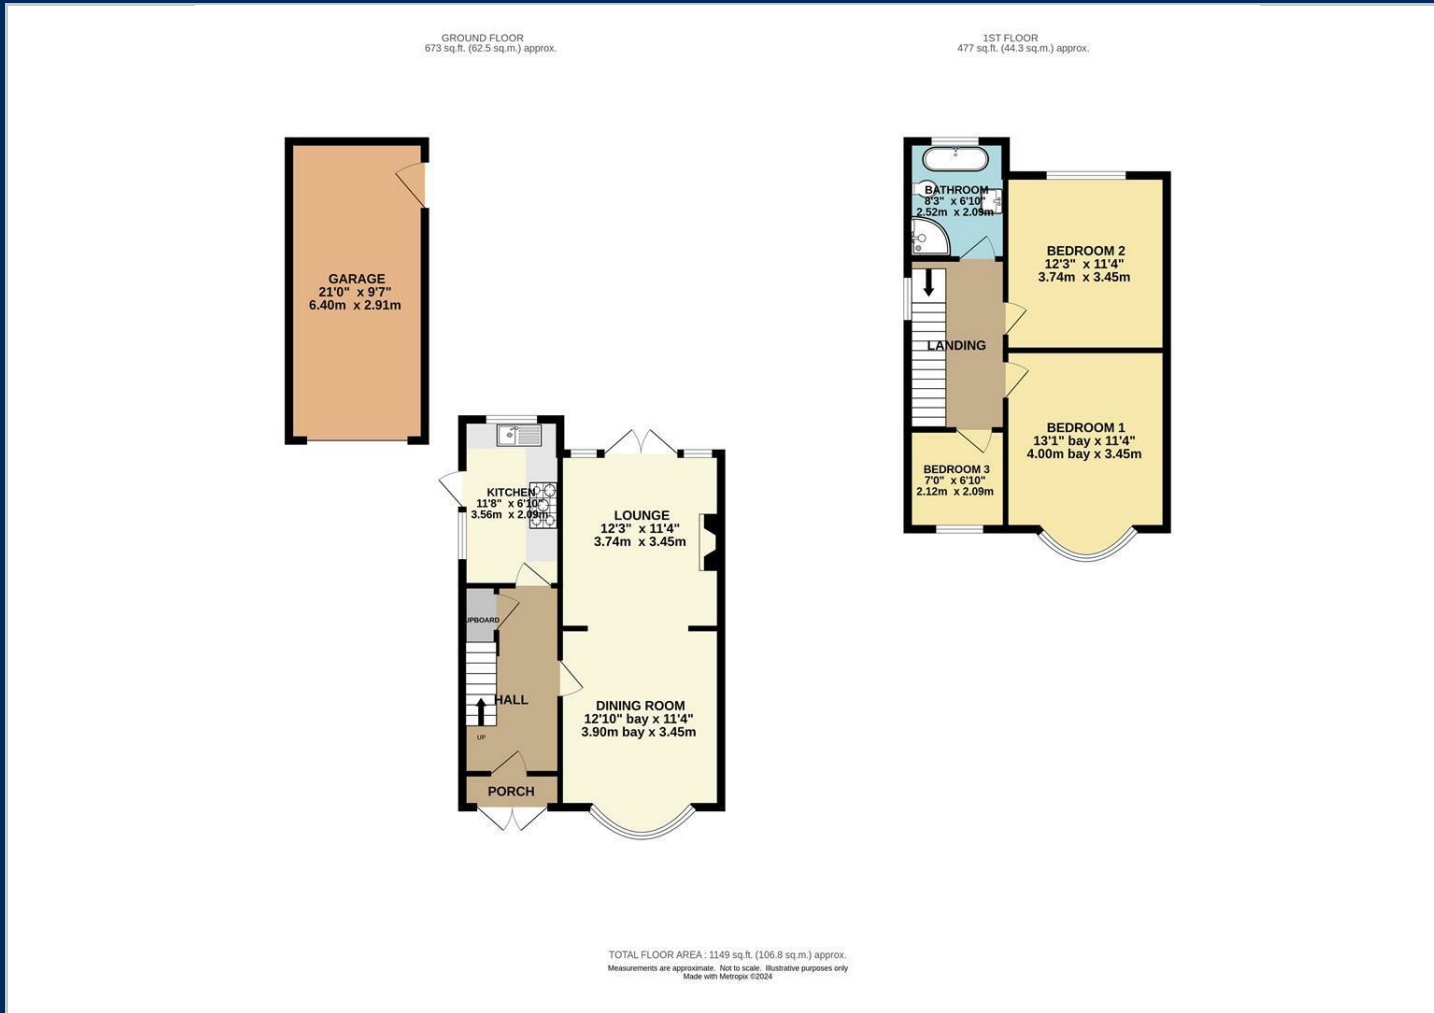 GROUND FLOOR
673 sq.ft. (62.5 sq.m.) approx.
1ST FLOOR
477 sq.ft. (44.3 sq.m.) approx.
GARAGE
21'0" x 9'7"
6.40m x 2.91m
KITCHEN
11'8" x 6'10"
3.56m x 2.09m
LOUNGE
12'3" x 11'4"
3.74m x 3.45m
UPBOARD
HALL
UP
DINING ROOM
12'10" bay x 11'4"
3.90m bay x 3.45m
PORCH
BATHROOM
8'3" x 6'10"
2.52m x 2.09m
BEDROOM 2
12'3" x 11'4"
3.74m x 3.45m
LANDING
BEDROOM 1
13'1" bay x 11'4"
4.00m bay x 3.45m
BEDROOM 3
7'0" x 6'10"
2.12m x 2.09m
TOTAL FLOOR AREA : 1149 sq.ft. (106.8 sq.m.) approx.
Measurements are approximate. Not to scale. Illustrative purposes only
Made with Metropix ©2024